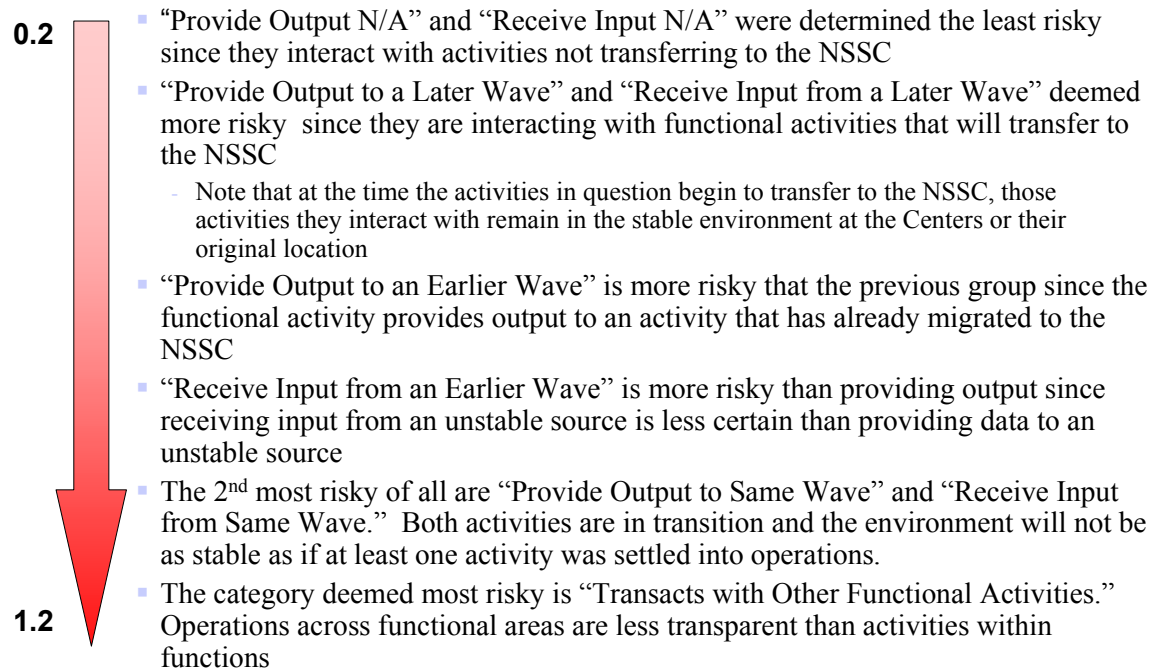 0.2
▪ “Provide Output N/A” and “Receive Input N/A” were determined the least risky
since they interact with activities not transferring to the NSSC
▪ “Provide Output to a Later Wave” and “Receive Input from a Later Wave” deemed
more risky since they are interacting with functional activities that will transfer to
the NSSC
- Note that at the time the activities in question begin to transfer to the NSSC, those
activities they interact with remain in the stable environment at the Centers or their
original location
▪ “Provide Output to an Earlier Wave” is more risky that the previous group since the
functional activity provides output to an activity that has already migrated to the
NSSC
▪ “Receive Input from an Earlier Wave” is more risky than providing output since
receiving input from an unstable source is less certain than providing data to an
unstable source
▪ The 2nd most risky of all are “Provide Output to Same Wave” and “Receive Input
from Same Wave.” Both activities are in transition and the environment will not be
as stable as if at least one activity was settled into operations.
▪ The category deemed most risky is “Transacts with Other Functional Activities.”
1.2
Operations across functional areas are less transparent than activities within
functions